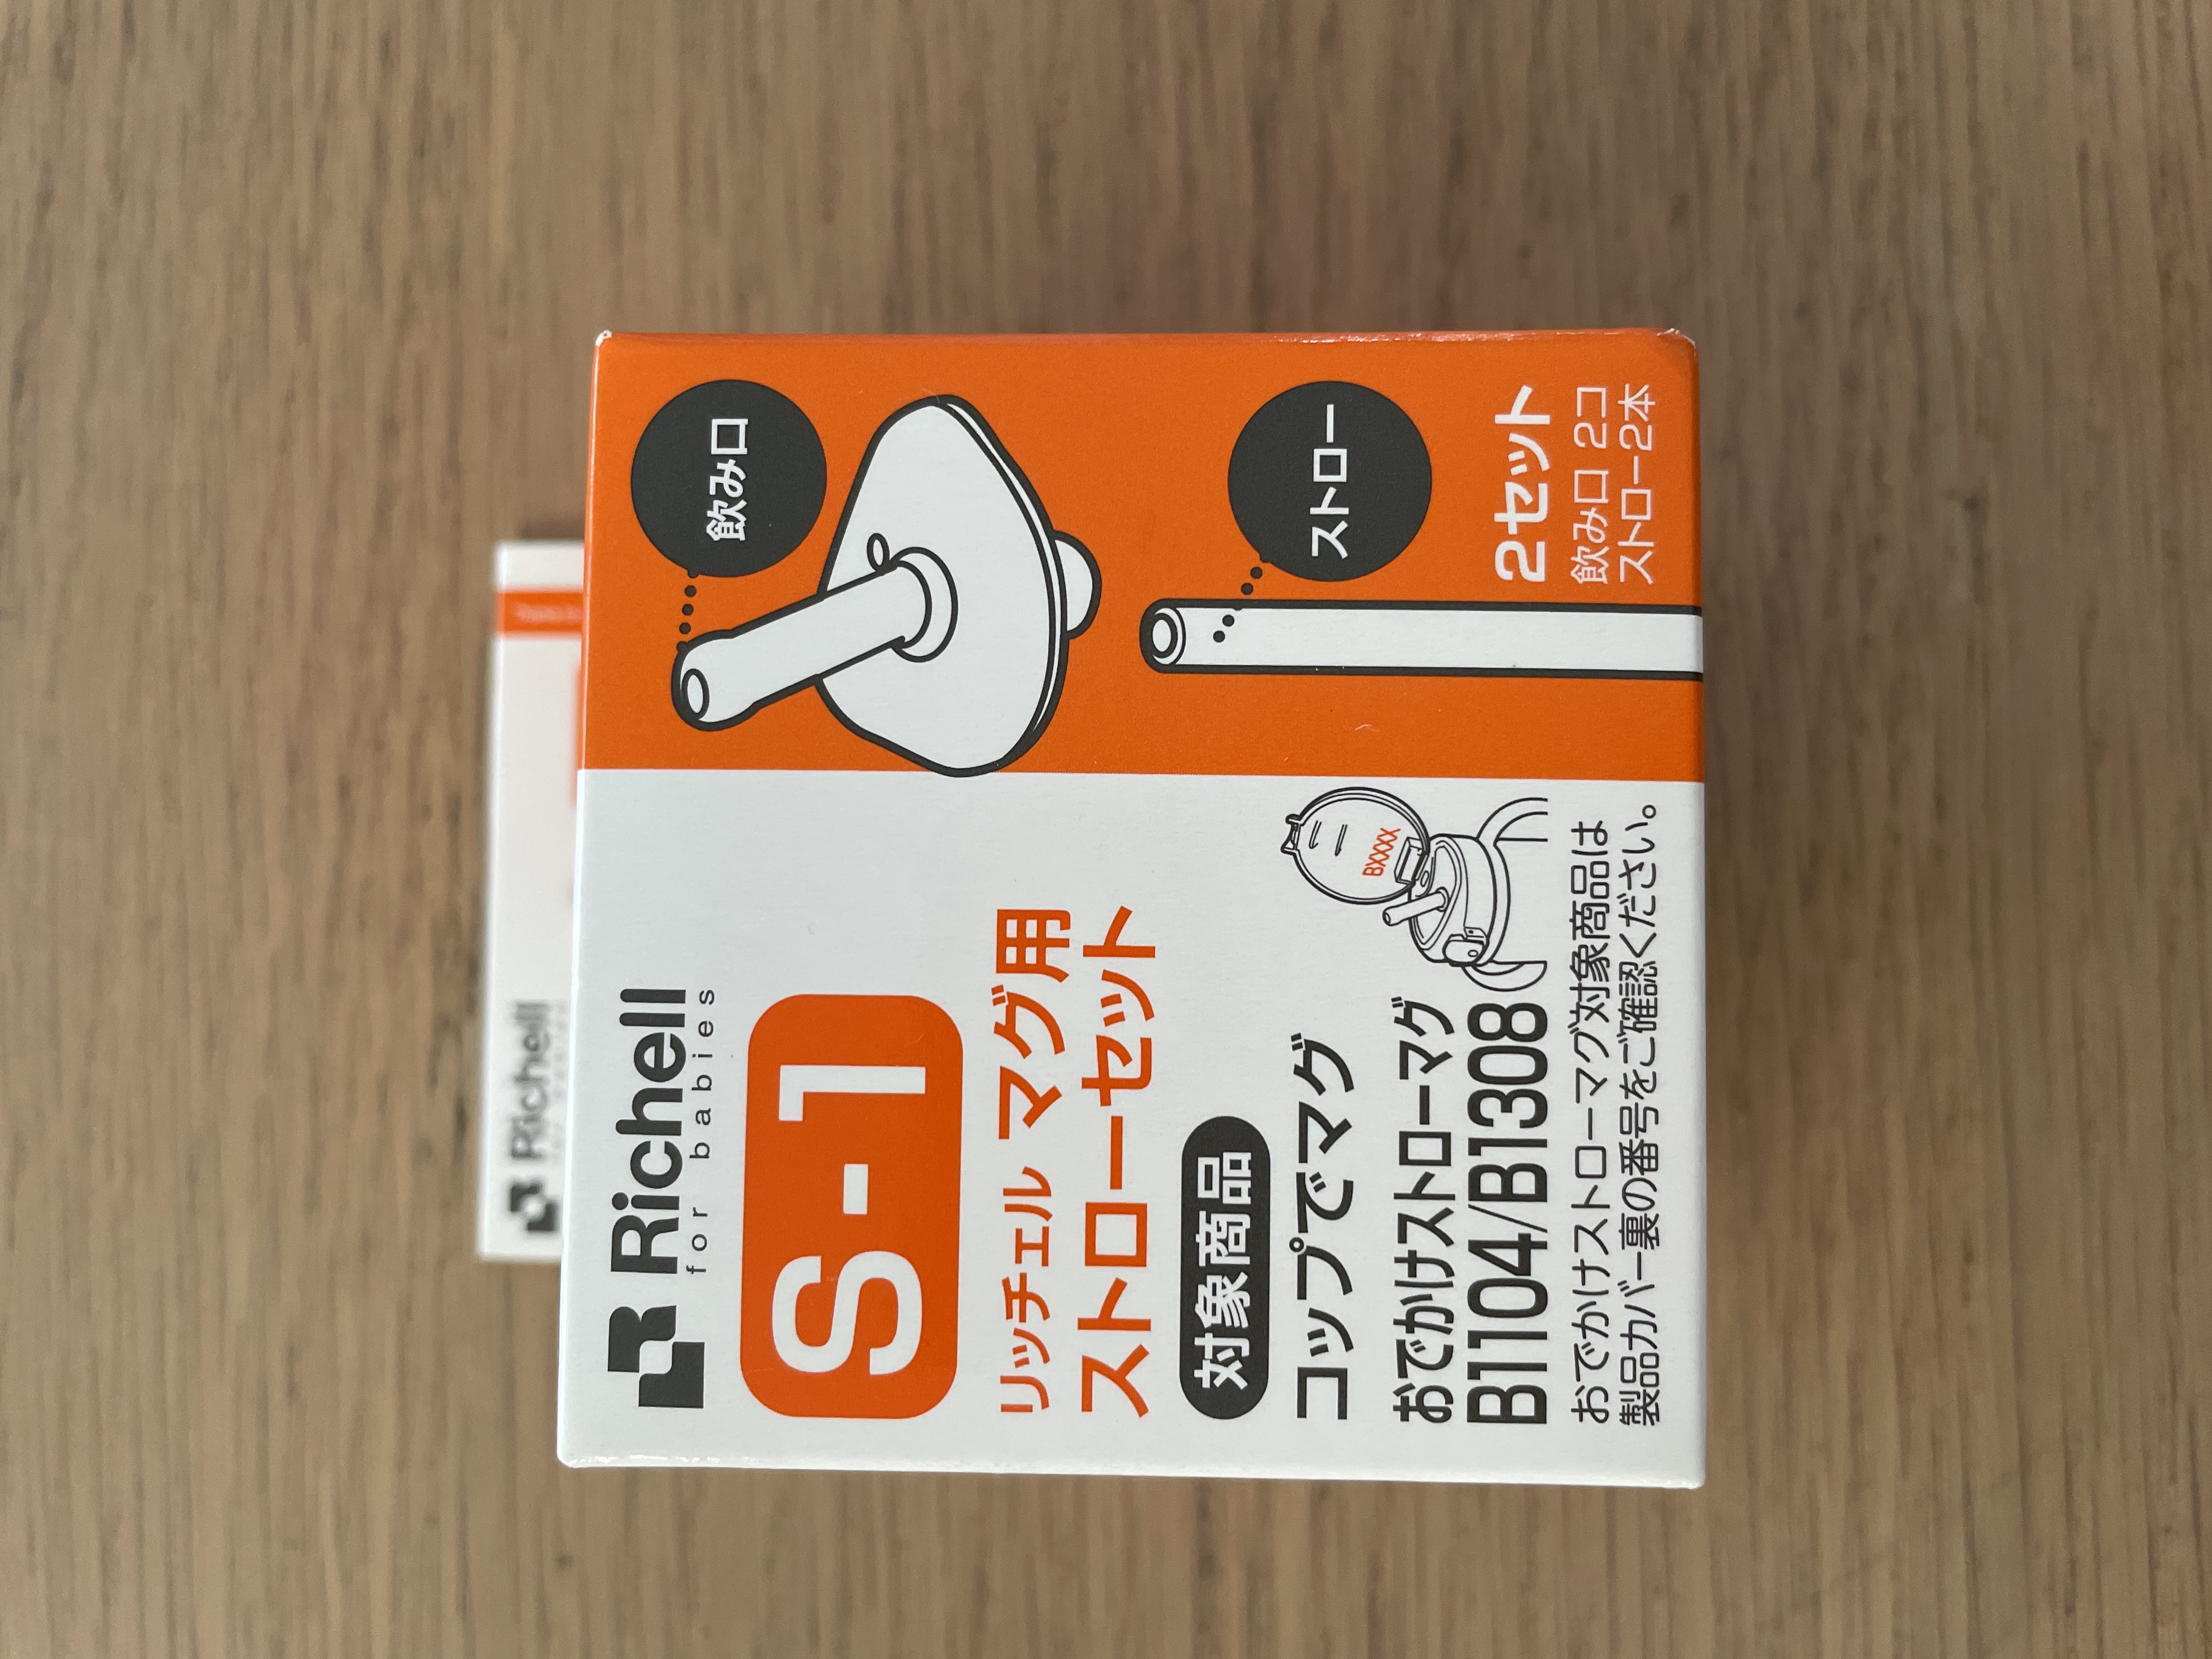 Richell
for babies
S-1
リッチェル マグ用
ストローセット
対象商品
コップでマグ
おでかけストローマグ
B1104/B1308
BXXXX
おでかけストローマグ対象商品は
製品カバー裏の番号をご確認ください。
飲み口
ストロー
2セット
飲み口 2コ
ストロー2本
Richell